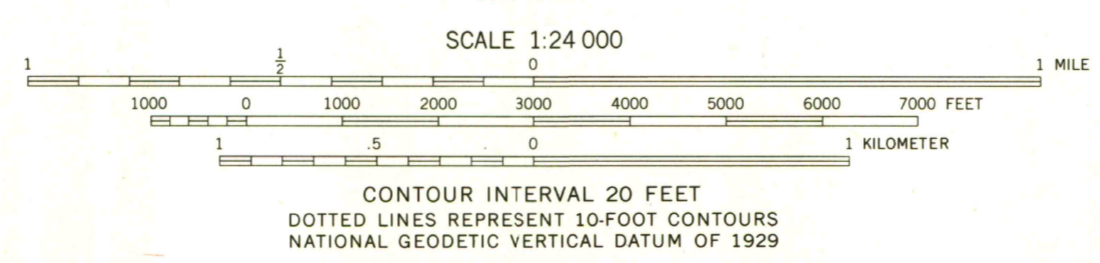 SCALE 1:24 000
1 1/2 0 1 MILE
1000 0 1000 2000 3000 4000 5000 6000 7000 FEET
1 .5 0 1 KILOMETER
CONTOUR INTERVAL 20 FEET
DOTTED LINES REPRESENT 10-FOOT CONTOURS
NATIONAL GEODETIC VERTICAL DATUM OF 1929